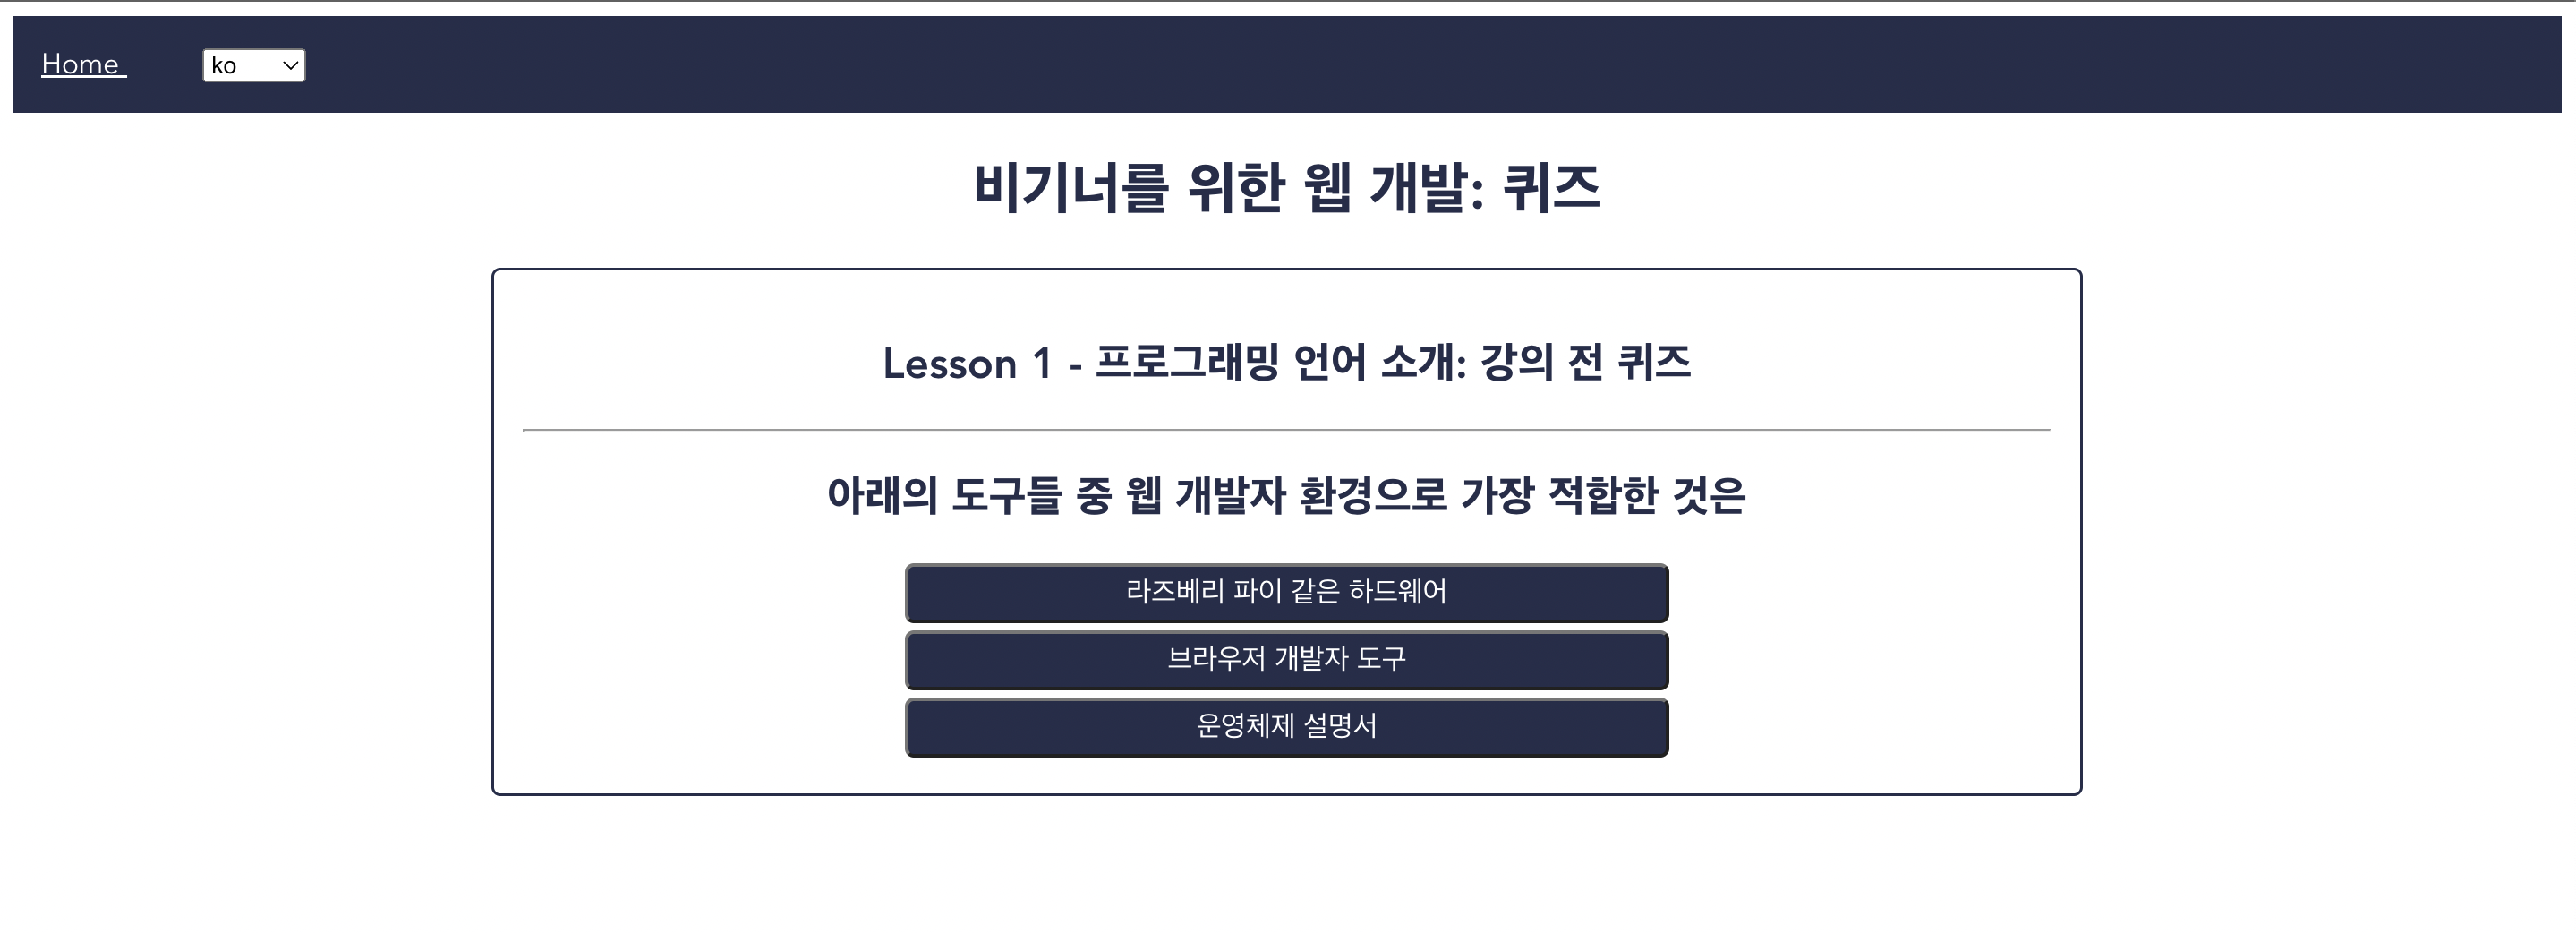 Home
ko
비기너를 위한 웹 개발: 퀴즈
Lesson 1 - 프로그래밍 언어 소개: 강의 전 퀴즈
아래의 도구들 중 웹 개발자 환경으로 가장 적합한 것은
라즈베리 파이 같은 하드웨어
브라우저 개발자 도구
운영체제 설명서